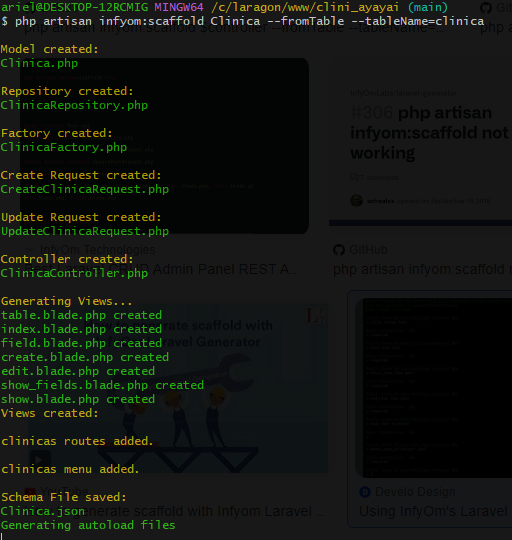 ariel@DESKTOP-12RCMIG MINGW64 /c/laragon/www/clini_ayayai (main)
$ php artisan infyom:scaffold Clinica --fromTable --tableName=clinica
Model created:
Clinica.php
Repository created:
ClinicaRepository.php
Factory created:
ClinicaFactory.php
Create Request created:
CreateClinicaRequest.php
Update Request created:
UpdateClinicaRequest.php
Controller created:
ClinicaController.php
Generating Views...
table.blade.php created
index.blade.php created
field.blade.php created
create.blade.php created
edit.blade.php created
show_fields.blade.php created
show.blade.php created
Views created:
clinicas routes added.
clinicas menu added.
Schema File saved:
Clinica.json
Generating autoload files
#306 php artisan
infyom:scaffold not
working
InfyOm Technologies
GitHub
php artisan infyom:scaffold
YouTube
generate scaffold with Infyom Laravel
Doveio Design
Using InfyOm's Laravel